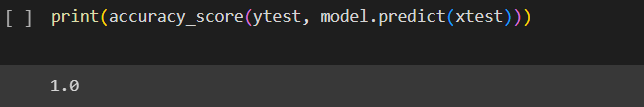 [ ] print(accuracy_score(ytest, model.predict(xtest)))
1.0